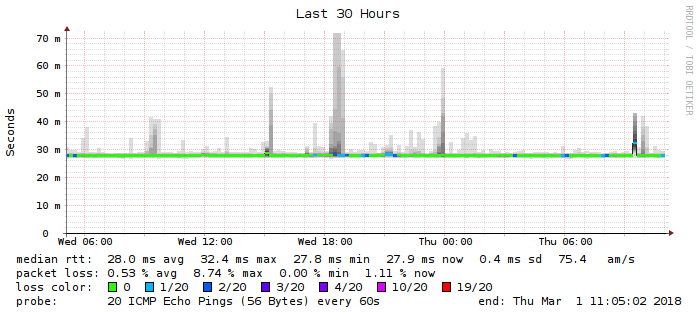 Last 30 Hours
RRDTOOL / TOBI OETIKER
Seconds
70 m
60 m
50 m
40 m
30 m
20 m
10 m
0
Wed 06:00 Wed 12:00 Wed 18:00 Thu 00:00 Thu 06:00
median rtt: 28.0 ms avg 32.4 ms max 27.8 ms min 27.9 ms now 0.4 ms sd 75.4 am/s
packet loss: 0.53 % avg 8.74 % max 0.00 % min 1.11 % now
loss color: 0 1/20 2/20 3/20 4/20 10/20 19/20
probe: 20 ICMP Echo Pings (56 Bytes) every 60s end: Thu Mar 1 11:05:02 2018